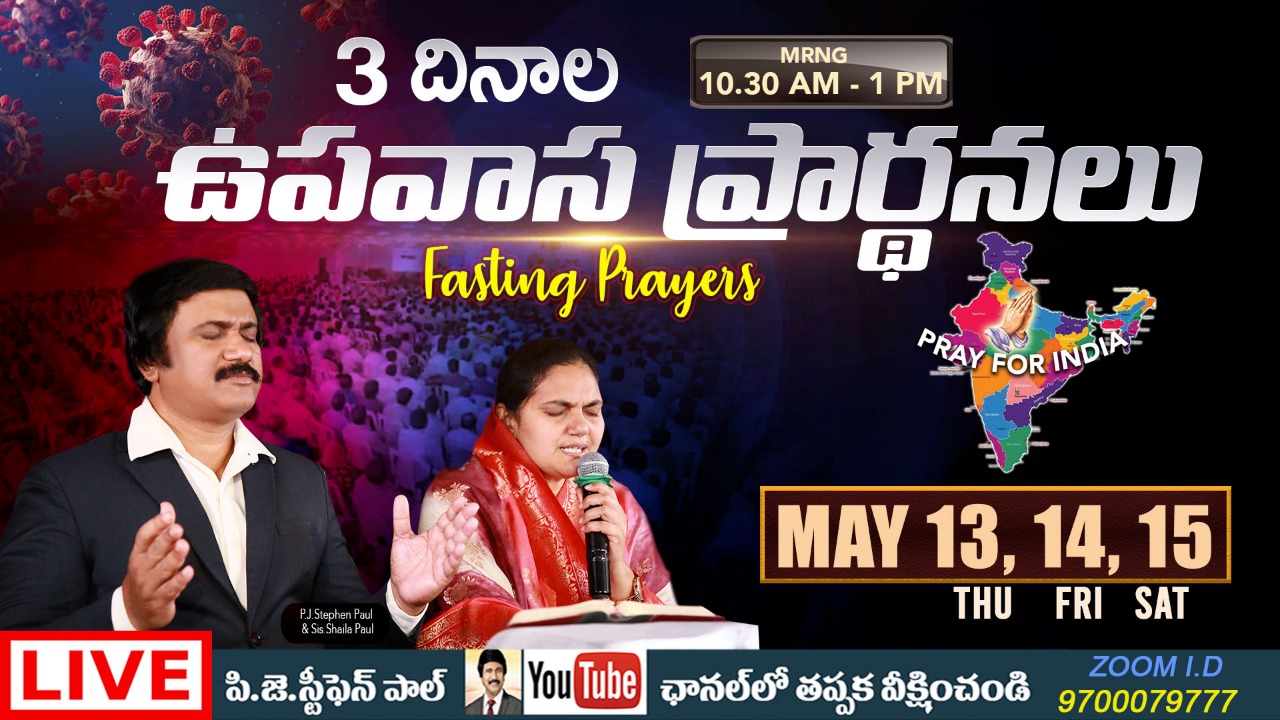 3 దినాల
MRNG
10.30 AM - 1 PM
ఉపవాస ప్రార్థనలు
Fasting Prayers
PRAY FOR INDIA
MAY 13, 14, 15
THU FRI SAT
P.J.Stephen Paul
& Sis.Shaila Paul
LIVE
పి.జె.స్టీఫెన్ పాల్
YouTube
ఛానల్‌లో తప్పక వీక్షించండి
ZOOM I.D
9700079777